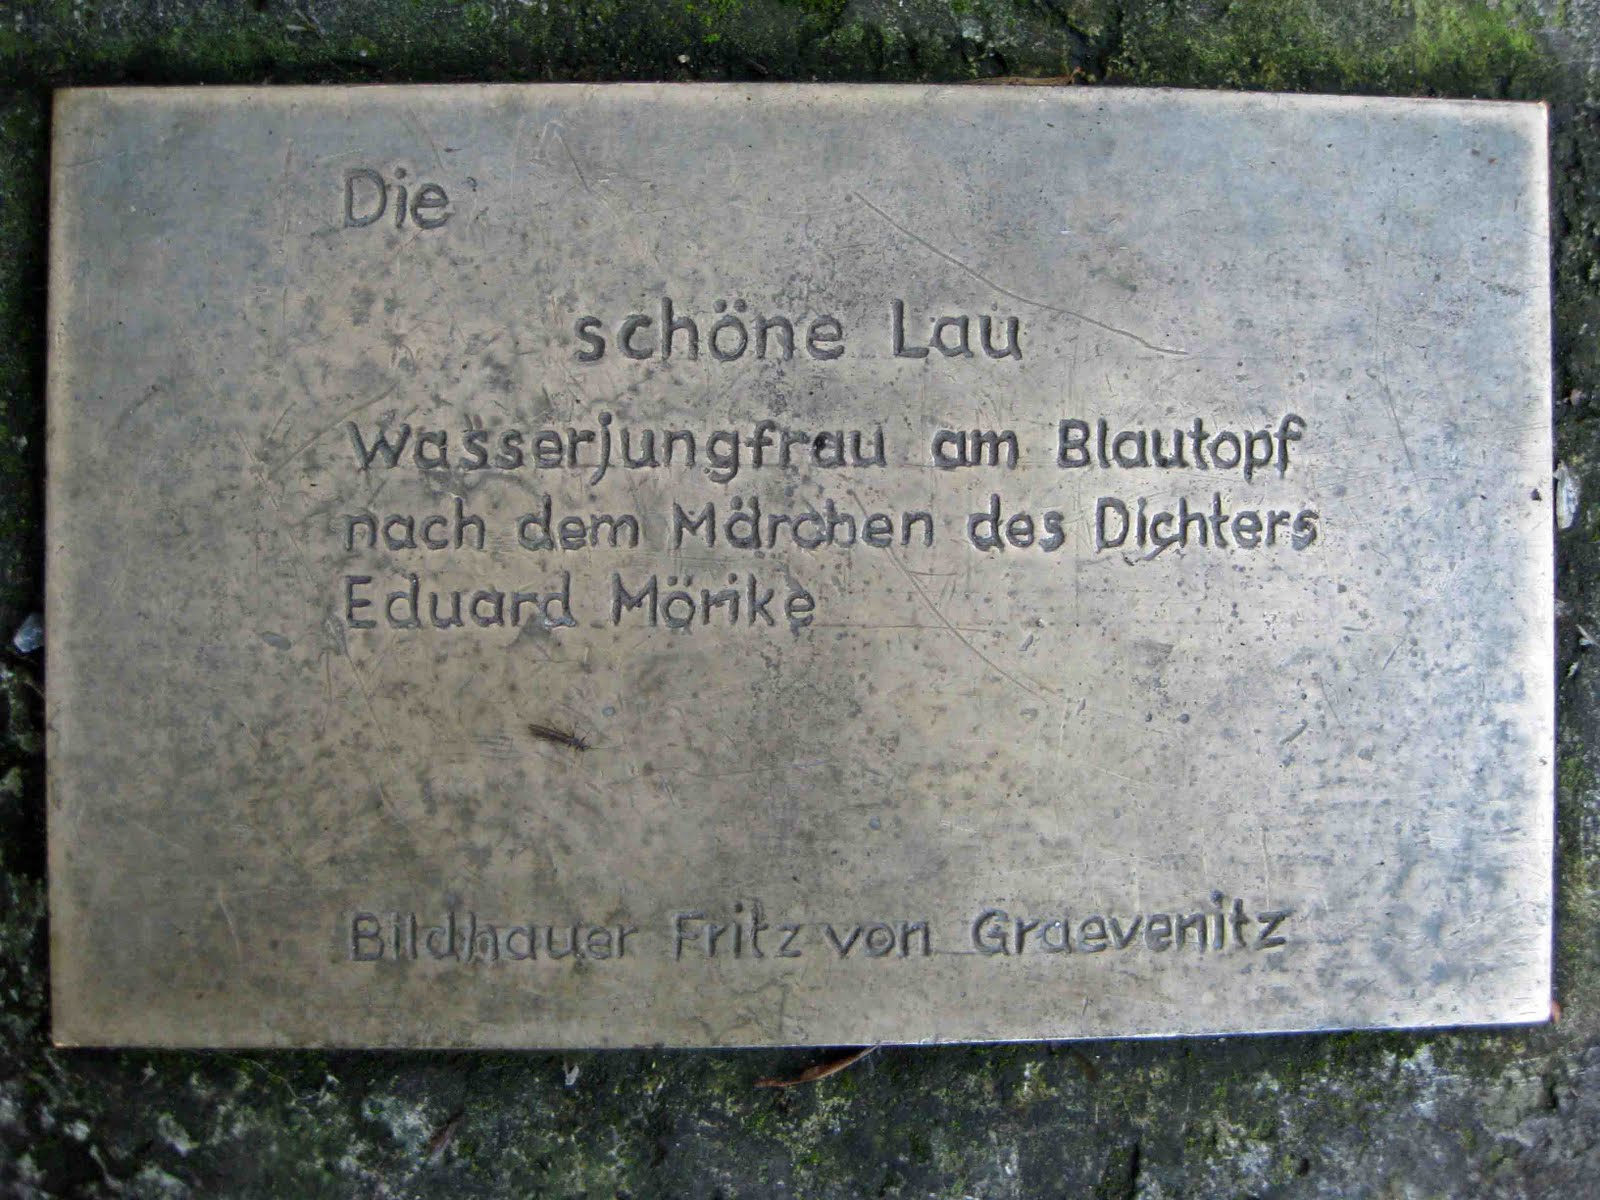 Die
schöne Lau
Wasserjungfrau am Blautopf
nach dem Märchen des Dichters
Eduard Mörike
Bildhauer Fritz von Graevenitz